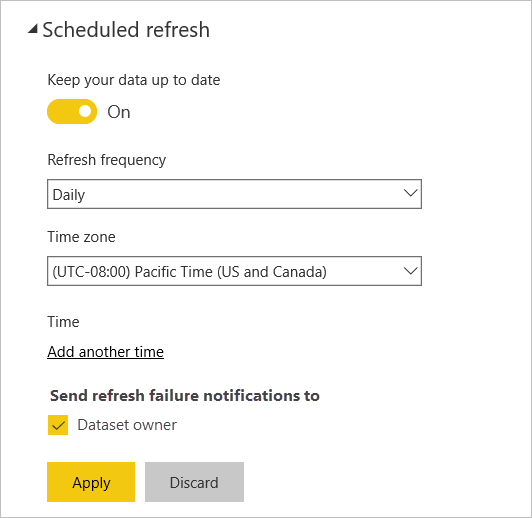 Scheduled refresh
Keep your data up to date
On
Refresh frequency
Daily
Time zone
(UTC-08:00) Pacific Time (US and Canada)
Time
Add another time
Send refresh failure notifications to
Dataset owner
Apply
Discard